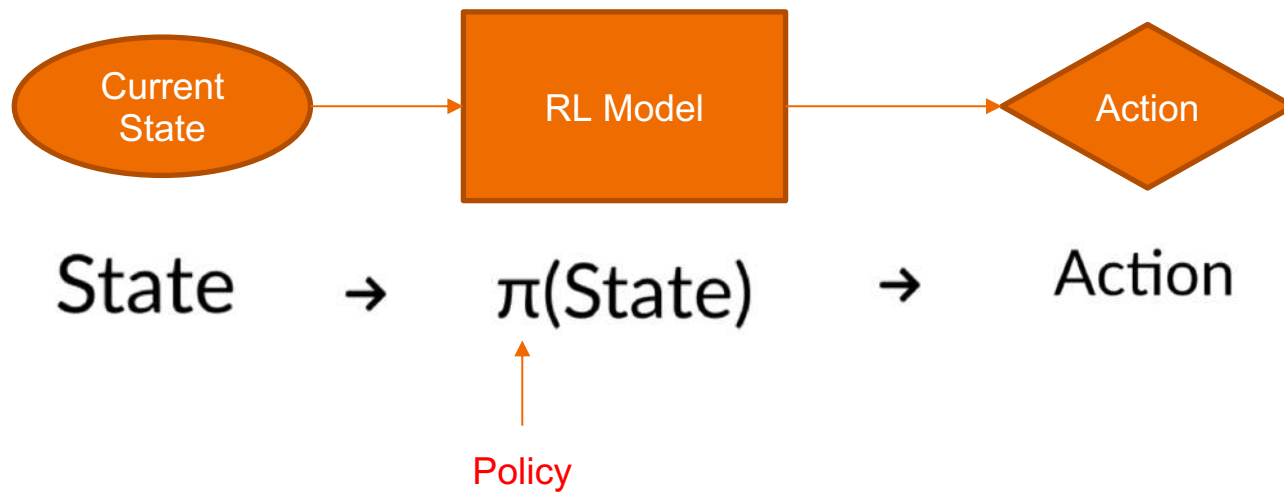 Current
State
RL Model
Action
State → π(State) → Action
Policy